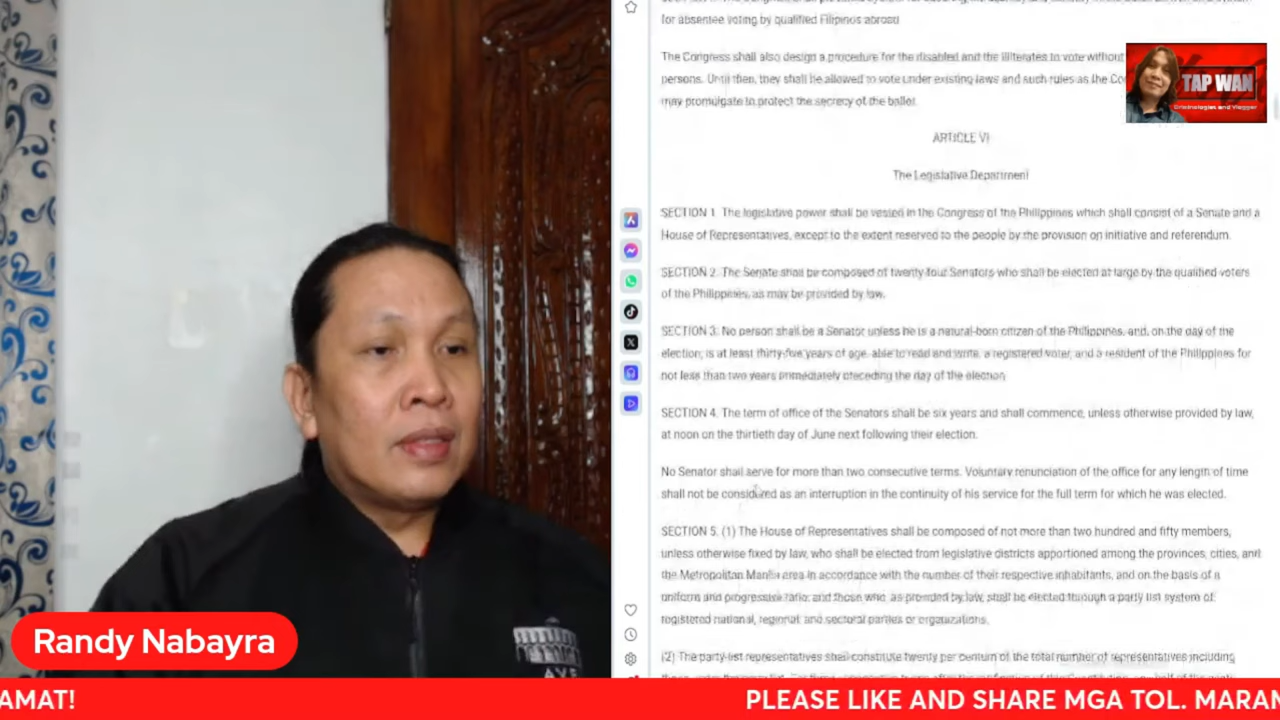 for absentee voting by qualified Filipinos abroad
The Congress shall also design a procedure for the disabled and the illiterates to vote without
persons. Until then, they shall be allowed to vote under existing laws and such rules as the
may promulgate to protect the secrecy of the ballot.
ARTICLE VI
The Legislative Department
SECTION 1. The legislative power shall be vested in the Congress of the Philippines which shall consist of a Senate and a
House of Representatives, except to the extent reserved to the people by the provision on initiative and referendum.
SECTION 2. The Senate shall be composed of twenty-four Senators who shall be elected at large by the qualified voters
of the Philippines, as may be provided by law.
SECTION 3. No person shall be a Senator unless he is a natural-born citizen of the Philippines, and, on the day of the
election, is at least thirty-five years of age, able to read and write, a registered voter, and a resident of the Philippines for
not less than two years immediately preceding the day of the election.
SECTION 4. The term of office of the Senators shall be six years and shall commence, unless otherwise provided by law,
at noon on the thirtieth day of June next following their election.
No Senator shall serve for more than two consecutive terms. Voluntary renunciation of the office for any length of time
shall not be considered as an interruption in the continuity of his service for the full term for which he was elected.
SECTION 5. (1) The House of Representatives shall be composed of not more than two hundred and fifty members,
unless otherwise fixed by law, who shall be elected from legislative districts apportioned among the provinces, cities, and
the Metropolitan Manila area in accordance with the number of their respective inhabitants, and on the basis of a
uniform and progressive ratio, and those who, as provided by law, shall be elected through a party-list system of
registered national, regional, and sectoral parties or organizations.
(2) The party-list representatives shall constitute twenty per centum of the total number of representatives including
TAP WAN
Criminologist and Vlogger
Randy Nabayra
AMAT!
PLEASE LIKE AND SHARE MGA TOL. MARAM